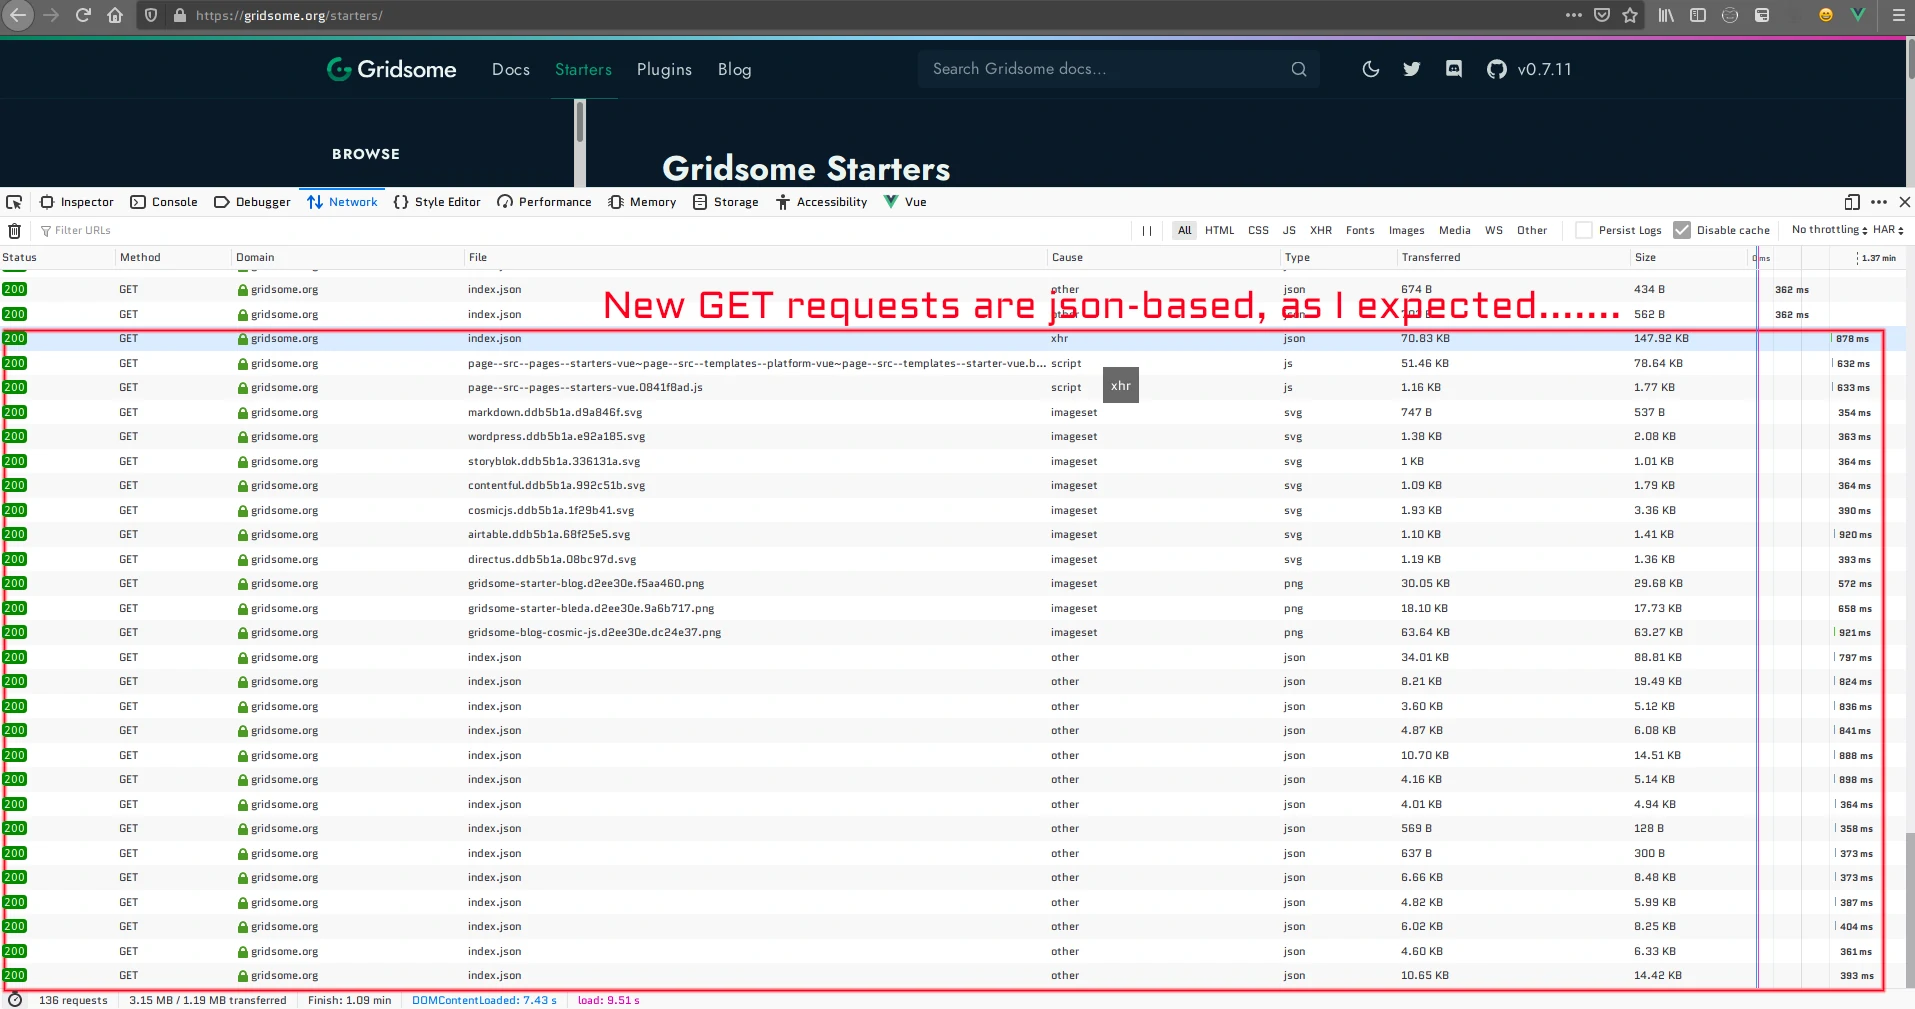 https://gridsome.org/starters/
Gridsome Docs Starters Plugins Blog Search Gridsome docs... v0.7.11
BROWSE
Gridsome Starters
Inspector Console Debugger Network Style Editor Performance Memory Storage Accessibility Vue
Filter URLs All HTML CSS JS XHR Fonts Images Media WS Other Persist Logs Disable cache No throttling HAR
Status Method Domain File Cause Type Transferred Size 0 ms 1.37 min
200 GET gridsome.org index.json other json 674 B 434 B 362 ms
New GET requests are json-based, as I expected.......
200 GET gridsome.org index.json other json 562 B 362 ms
200 GET gridsome.org index.json xhr json 70.83 KB 147.92 KB 878 ms
200 GET gridsome.org page--src--pages--starters-vue~page--src--templates--platform-vue~page--src--templates--starter-vue.b... script js 51.46 KB 78.64 KB 632 ms
200 GET gridsome.org page--src--pages--starters-vue.0841f8ad.js script js 1.16 KB 1.77 KB 633 ms
xhr
200 GET gridsome.org markdown.ddb5b1a.d9a846f.svg imageset svg 747 B 537 B 354 ms
200 GET gridsome.org wordpress.ddb5b1a.e92a185.svg imageset svg 1.38 KB 2.08 KB 363 ms
200 GET gridsome.org storyblok.ddb5b1a.336131a.svg imageset svg 1 KB 1.01 KB 364 ms
200 GET gridsome.org contentful.ddb5b1a.992c51b.svg imageset svg 1.09 KB 1.79 KB 364 ms
200 GET gridsome.org cosmicjs.ddb5b1a.1f29b41.svg imageset svg 1.93 KB 3.36 KB 390 ms
200 GET gridsome.org airtable.ddb5b1a.68f25e5.svg imageset svg 1.10 KB 1.41 KB 920 ms
200 GET gridsome.org directus.ddb5b1a.08bc97d.svg imageset svg 1.19 KB 1.36 KB 393 ms
200 GET gridsome.org gridsome-starter-blog.d2ee30e.f5aa460.png imageset png 30.05 KB 29.68 KB 572 ms
200 GET gridsome.org gridsome-starter-bleda.d2ee30e.9a6b717.png imageset png 18.10 KB 17.73 KB 658 ms
200 GET gridsome.org gridsome-blog-cosmic-js.d2ee30e.dc24e37.png imageset png 63.64 KB 63.27 KB 921 ms
200 GET gridsome.org index.json other json 34.01 KB 88.81 KB 797 ms
200 GET gridsome.org index.json other json 8.21 KB 19.49 KB 824 ms
200 GET gridsome.org index.json other json 3.60 KB 5.12 KB 836 ms
200 GET gridsome.org index.json other json 4.87 KB 6.08 KB 841 ms
200 GET gridsome.org index.json other json 10.70 KB 14.51 KB 888 ms
200 GET gridsome.org index.json other json 4.16 KB 5.14 KB 898 ms
200 GET gridsome.org index.json other json 4.01 KB 4.94 KB 364 ms
200 GET gridsome.org index.json other json 569 B 128 B 358 ms
200 GET gridsome.org index.json other json 637 B 300 B 373 ms
200 GET gridsome.org index.json other json 6.66 KB 8.48 KB 373 ms
200 GET gridsome.org index.json other json 4.82 KB 5.99 KB 387 ms
200 GET gridsome.org index.json other json 6.02 KB 8.25 KB 404 ms
200 GET gridsome.org index.json other json 4.60 KB 6.33 KB 361 ms
200 GET gridsome.org index.json other json 10.65 KB 14.42 KB 393 ms
136 requests 3.15 MB / 1.19 MB transferred Finish: 1.09 min DOMContentLoaded: 7.43 s load: 9.51 s